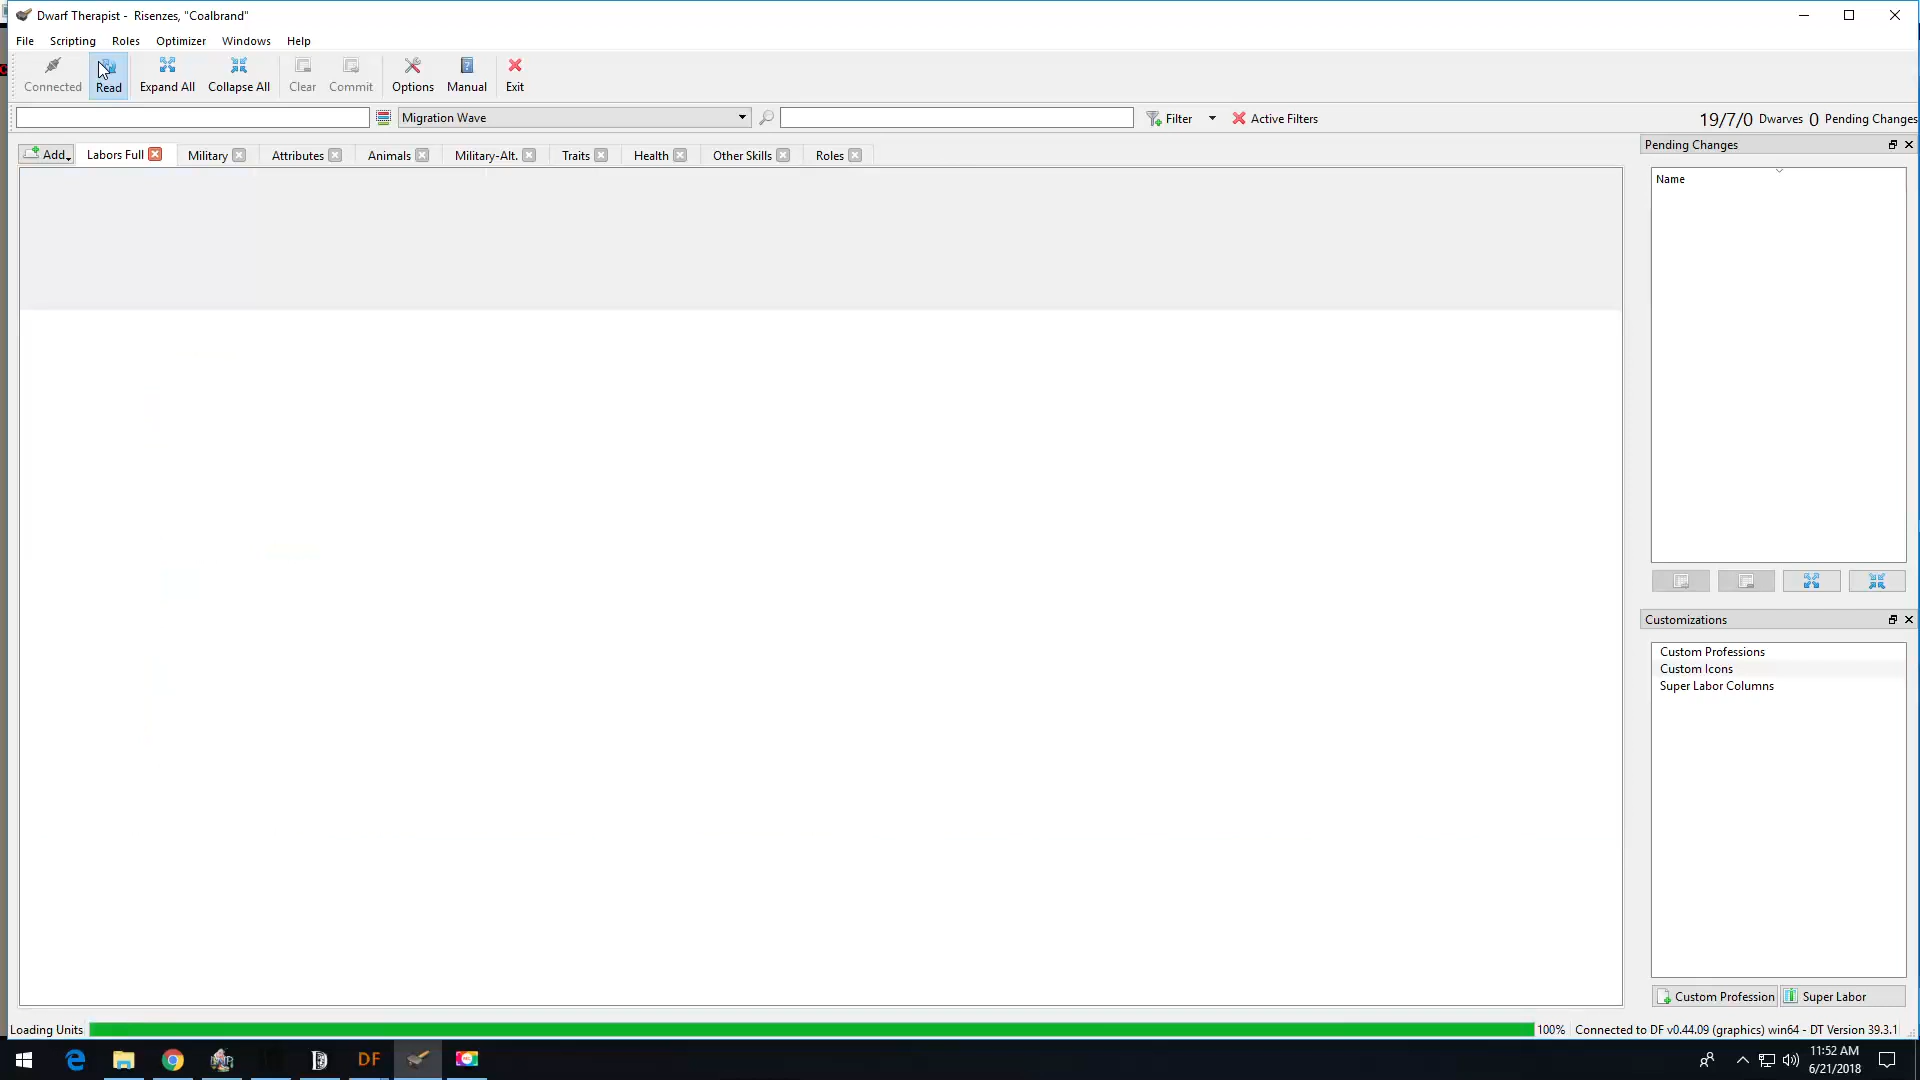 Dwarf Therapist - Risenzes, "Coalbrand"
File Scripting Roles Optimizer Windows Help
Connected Read Expand All Collapse All Clear Commit Options Manual Exit
Migration Wave Filter Active Filters 19/7/0 Dwarves 0 Pending Changes
Add Labors Full Military Attributes Animals Military-Alt. Traits Health Other Skills Roles
Pending Changes
Name
Customizations
Custom Professions
Custom Icons
Super Labor Columns
Custom Profession Super Labor
Loading Units 100% Connected to DF v0.44.09 (graphics) win64 - DT Version 39.3.1
DF
11:52 AM
6/21/2018